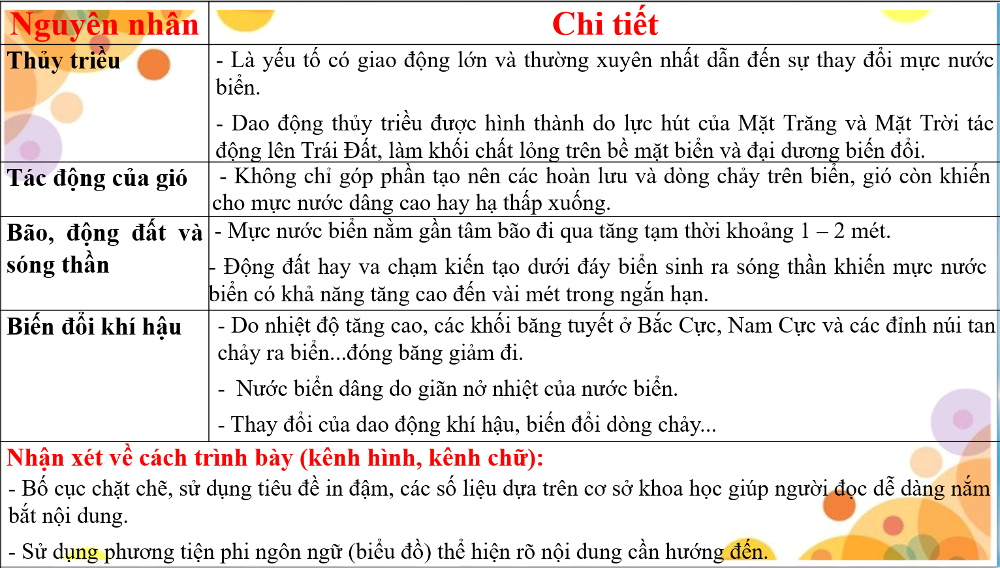 Nguyên nhân
Chi tiết
Thủy triều
- Là yếu tố có giao động lớn và thường xuyên nhất dẫn đến sự thay đổi mực nước
biển.
- Dao động thủy triều được hình thành do lực hút của Mặt Trăng và Mặt Trời tác
động lên Trái Đất, làm khối chất lỏng trên bề mặt biển và đại dương biến đổi.
Tác động của gió
- Không chỉ góp phần tạo nên các hoàn lưu và dòng chảy trên biển, gió còn khiến
cho mực nước dâng cao hay hạ thấp xuống.
Bão, động đất và
sóng thần
- Mực nước biển nằm gần tâm bão đi qua tăng tạm thời khoảng 1 – 2 mét.
- Động đất hay va chạm kiến tạo dưới đáy biển sinh ra sóng thần khiến mực nước
biển có khả năng tăng cao đến vài mét trong ngắn hạn.
Biến đổi khí hậu
- Do nhiệt độ tăng cao, các khối băng tuyết ở Bắc Cực, Nam Cực và các đỉnh núi tan
chảy ra biển...đóng băng giảm đi.
- Nước biển dâng do giãn nở nhiệt của nước biển.
- Thay đổi của dao động khí hậu, biến đổi dòng chảy...
Nhận xét về cách trình bày (kênh hình, kênh chữ):
- Bố cục chặt chẽ, sử dụng tiêu đề in đậm, các số liệu dựa trên cơ sở khoa học giúp người đọc dễ dàng nắm
bắt nội dung.
- Sử dụng phương tiện phi ngôn ngữ (biểu đồ) thể hiện rõ nội dung cần hướng đến.